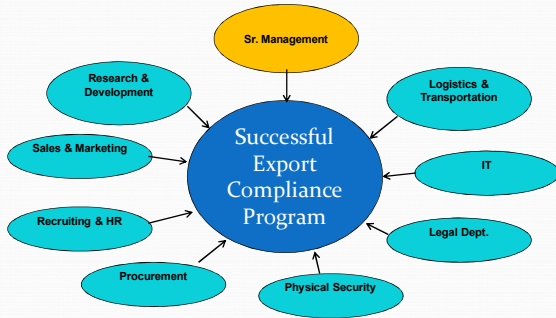 Sr. Management
Research &
Development
Logistics &
Transportation
Sales & Marketing
Successful
Export
Compliance
Program
IT
Recruiting & HR
Legal Dept.
Procurement
Physical Security